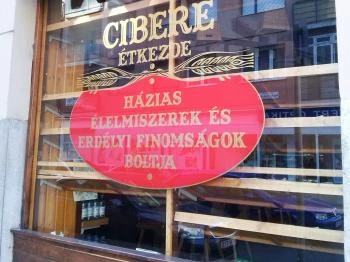 CIBERE
ÉTKEZDE
HÁZIAS
ÉLELMISZEREK ÉS
ERDÉLYI FINOMSÁGOK
BOLTJA